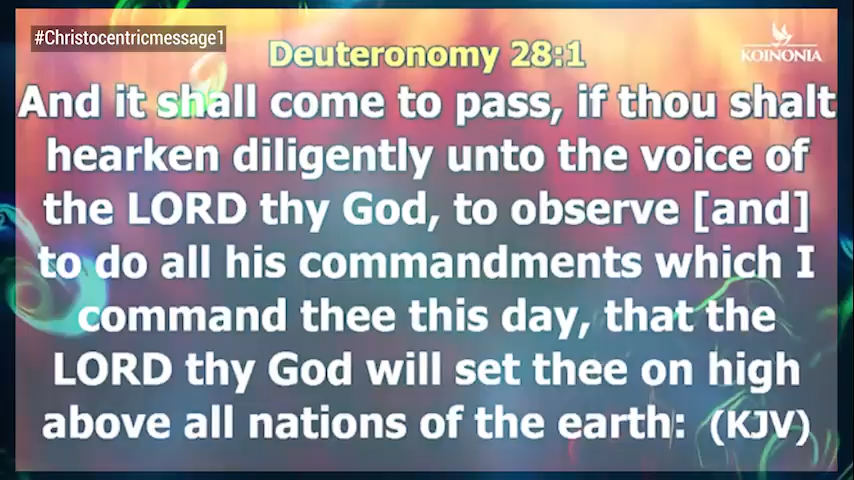 #Christocentricmessage1
KOINONIA
Deuteronomy 28:1
And it shall come to pass, if thou shalt
hearken diligently unto the voice of
the LORD thy God, to observe [and]
to do all his commandments which I
command thee this day, that the
LORD thy God will set thee on high
above all nations of the earth: (KJV)